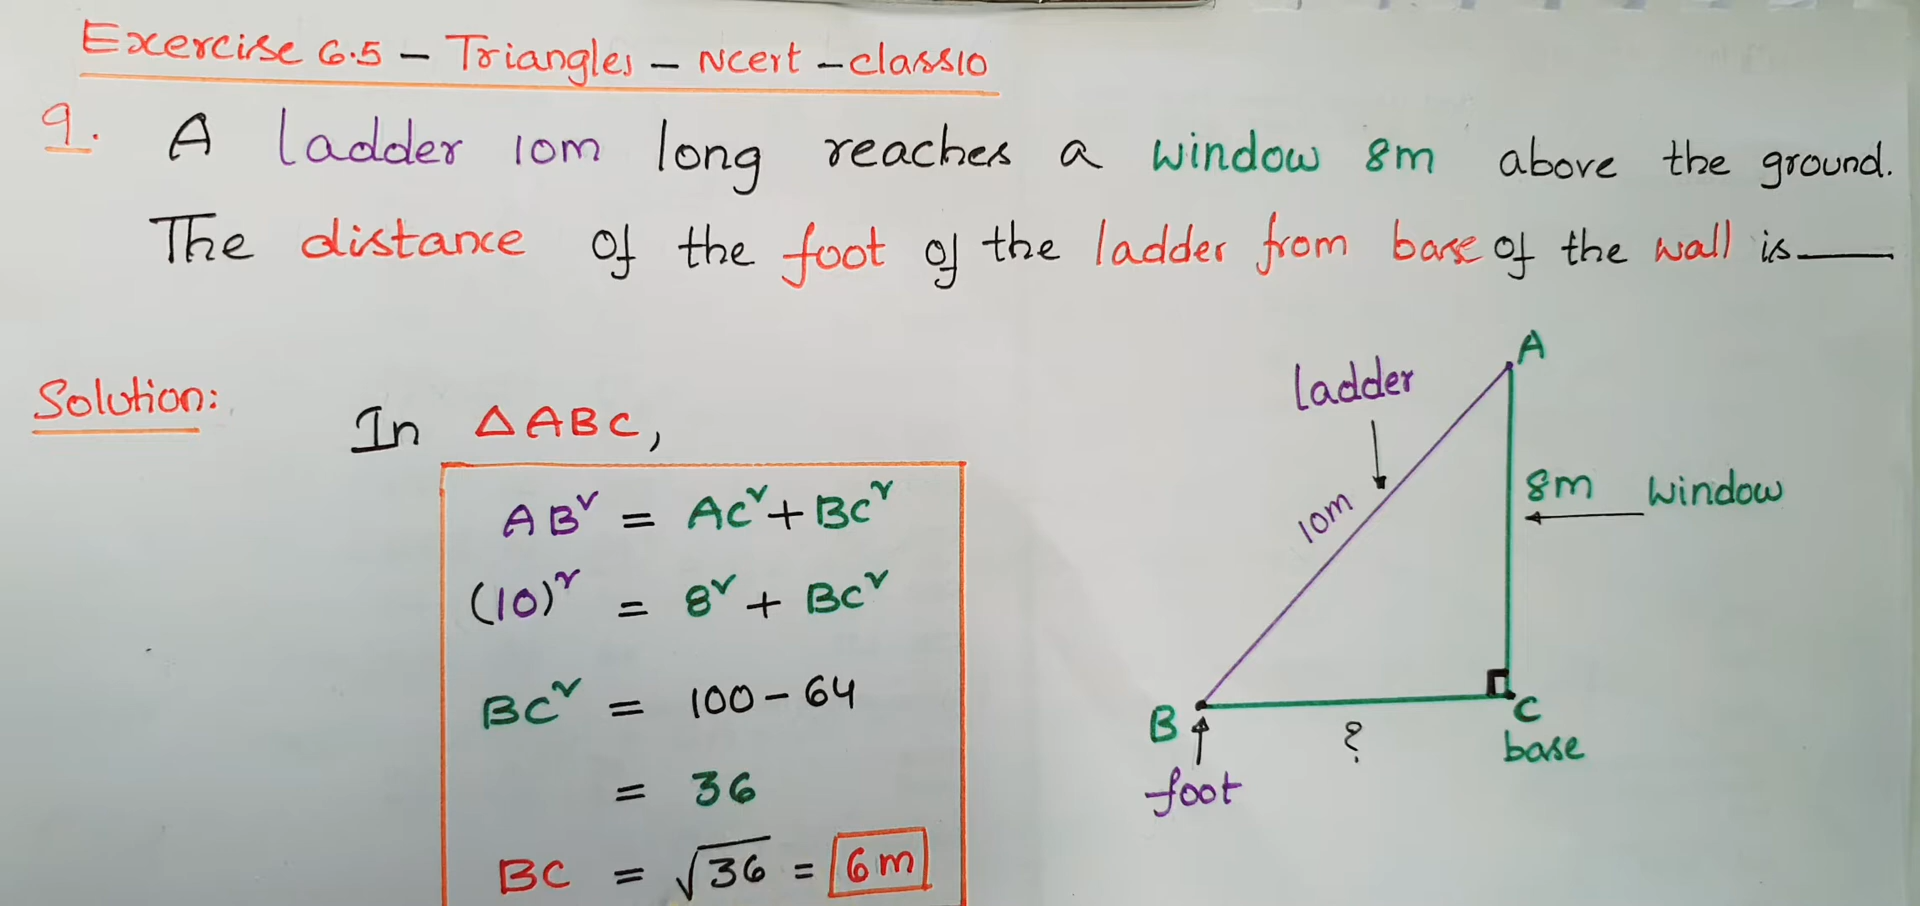 Exercise 6.5 – Triangles – Ncert – class10
9. A ladder 10m long reaches a window 8m above the ground.
The distance of the foot of the ladder from base of the wall is ____
Solution:
In △ABC,
AB² = AC² + BC²
(10)² = 8² + BC²
BC² = 100 - 64
= 36
BC = √36 = 6m
A
ladder
10m
8m window
B
?
C
foot
base